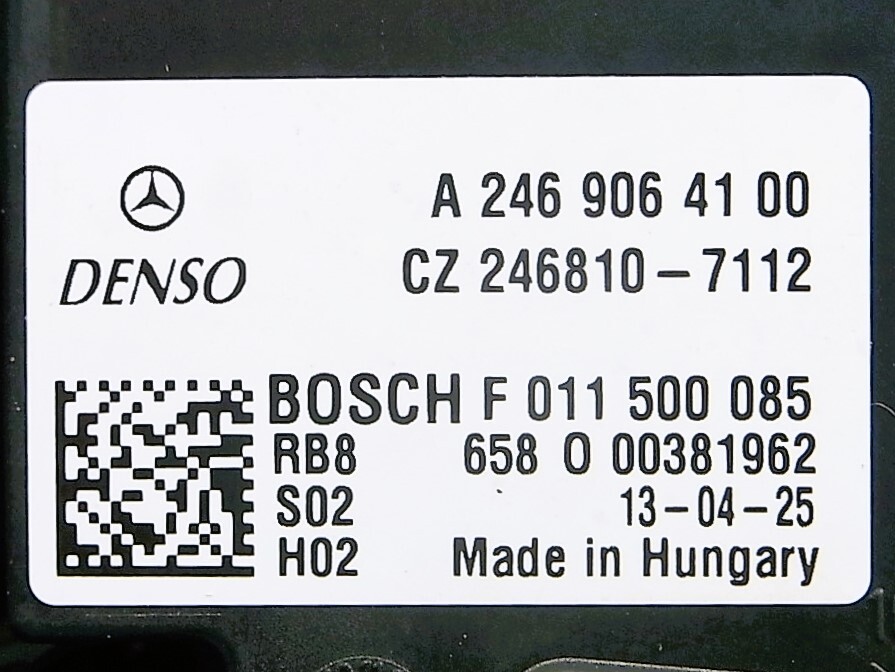 A 246 906 41 00
DENSO
CZ 246810-7112
BOSCH F 011 500 085
RB8 658 0 00381962
S02 13-04-25
H02 Made in Hungary